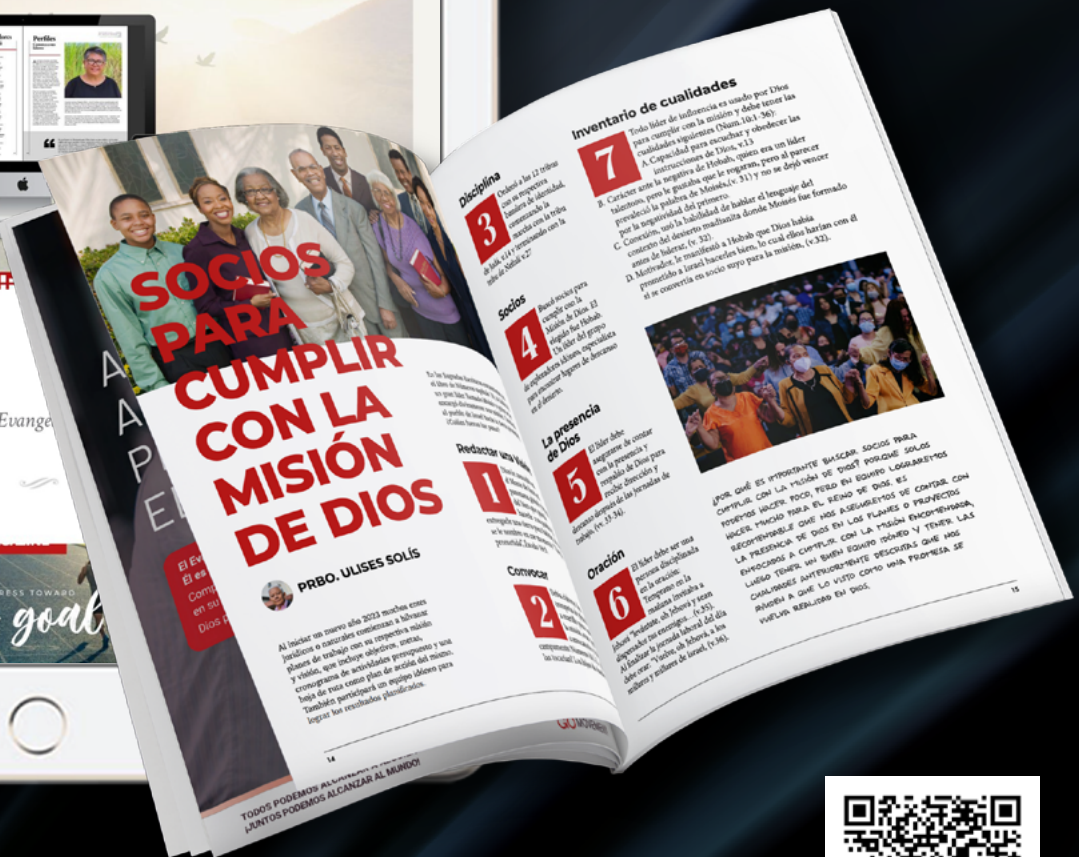 Perfiles
Evange
RESS TOWARD
goal
SOCIOS
PARA
CUMPLIR
CON LA
MISIÓN
DE DIOS
PRBO. ULISES SOLÍS
Al iniciar un nuevo año 2023 muchos entes
jurídicos o naturales comienzan a hilvanar
planes de trabajo con su respectiva misión
y visión, que incluye objetivos, metas,
cronograma de actividades presupuesto y una
hoja de ruta como plan de acción del mismo.
También participará un equipo idóneo para
lograr los resultados planificados.
14
Redactar una
1
Convocar
2
TODOS PODEMOS ALCANZAR A
¡JUNTOS PODEMOS ALCANZAR AL MUNDO!
GO MOVEMENT
Disciplina
3
Ordenó a las 12 tribus
con su respectiva
bandera de identidad,
comenzando la
marcha con la tribu
de Judá, v.14 y terminando con la
tribu de Neftalí v.27
Socios
4
Buscó socios para
cumplir con la
Misión de Dios. El
elegido fue Hobab.
Un líder del grupo
de exploradores idóneo, especialista
para encontrar lugares de descanso
en el desierto.
La presencia
de Dios
5
El líder debe
asegurarse de contar
con la presencia y
respaldo de Dios para
recibir dirección y
descanso después de las jornadas de
trabajo, (vv. 33-34).
Oración
6
El líder debe ser una
persona disciplinada
en la oración:
Temprano en la
mañana invitaba a
Jehová "levántate, oh Jehová y sean
dispersados tus enemigos... (v.35).
Al finalizar la jornada laboral del día
debe orar: "Vuelve, oh Jehová, a los
millares y millares de Israel, (v.36).
Inventario de cualidades
7
Todo líder de influencia es usado por Dios
para cumplir con la misión y debe tener las
cualidades siguientes (Num.10:1-36):
A. Capacidad para escuchar y obedecer las
instrucciones de Dios, v.13
B. Carácter ante la negativa de Hobab, quien era un líder
talentoso, pero le gustaba que le rogaran, pero al parecer
prevaleció la palabra de Moisés,(v. 31) y no se dejó vencer
por la negatividad del primero.
C. Conexión, usó la habilidad de hablar el lenguaje del
contexto del desierto madianita donde Moisés fue formado
antes de liderar, (v. 32).
D. Motivador, le manifestó a Hobab que Dios había
prometido a Israel hacerles bien, lo cual ellos harían con él
si se convertía en socio suyo para la misión, (v.32).
¿POR QUÉ ES IMPORTANTE BUSCAR SOCIOS PARA
CUMPLIR CON LA MISIÓN DE DIOS? PORQUE SOLOS
PODEMOS HACER POCO, PERO EN EQUIPO LOGRAREMOS
HACER MUCHO PARA EL REINO DE DIOS. ES
RECOMENDABLE QUE NOS ASEGUREMOS DE CONTAR CON
LA PRESENCIA DE DIOS EN LOS PLANES O PROYECTOS
ENFOCADOS A CUMPLIR CON LA MISIÓN ENCOMENDADA,
LUEGO TENER UN BUEN EQUIPO IDÓNEO Y TENER LAS
CUALIDADES ANTERIORMENTE DESCRITAS QUE NOS
AYUDEN A QUE LO VISTO COMO UNA PROMESA SE
VUELVA REALIDAD EN DIOS.
15